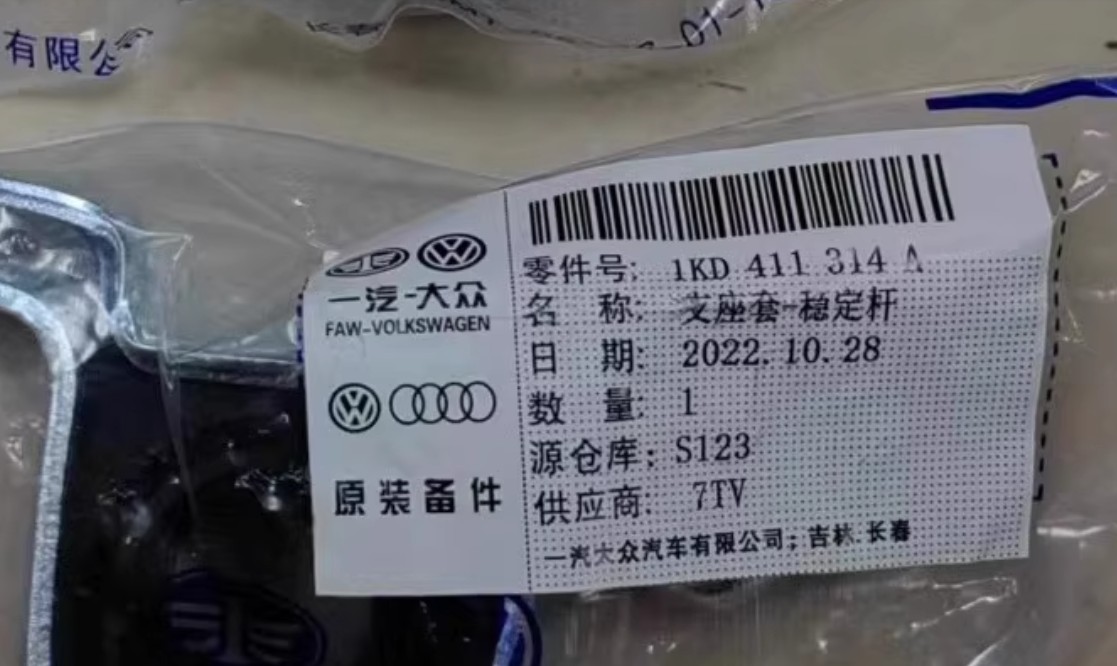 有限公
01-
一汽-大众
FAW-VOLKSWAGEN
原装备件
零件号: 1KD 411 314 A
名 称: 支座套-稳定杆
日 期: 2022.10.28
数 量: 1
源仓库: S123
供应商: 7TV
一汽大众汽车有限公司; 吉林.长春